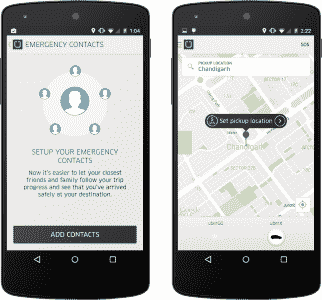 1:04
EMERGENCY CONTACTS
SETUP YOUR EMERGENCY
CONTACTS
Now it's easier to let your closest
friends and family follow your trip
progress and see that you've arrived
safely at your destination.
ADD CONTACTS
2:22
SOS
PICKUP LOCATION
Chandigarh
Set pickup location
Chandigarh